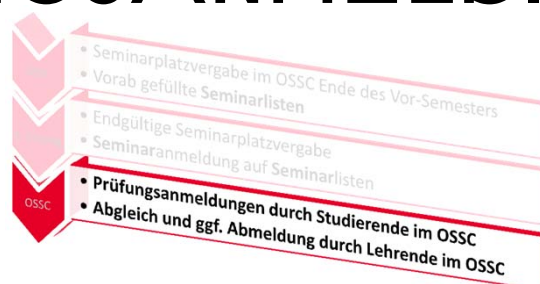 • Seminarplatzvergabe im OSSC Ende des Vor-Semesters
• Vorab gefüllte Seminarlisten
• Endgültige Seminarplatzvergabe
• Seminaranmeldung auf Seminarlisten
OSSC
• Prüfungsanmeldungen durch Studierende im OSSC
• Abgleich und ggf. Abmeldung durch Lehrende im OSSC